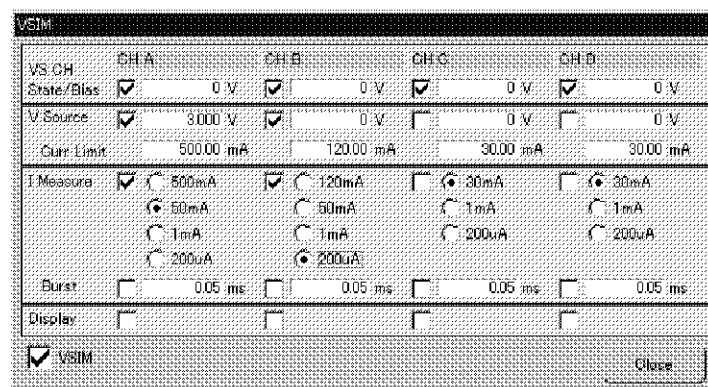 VSIM
CH A CH B CH C CH D
VS CH
State/Bias 0 V 0 V 0 V 0 V
V Source 3.000 V 0 V 0 V 0 V
Curr Limit 500.00 mA 120.00 mA 30.00 mA 30.00 mA
I Measure 500mA 120mA 30mA 30mA
50mA 50mA 1mA 1mA
1mA 1mA 200uA 200uA
200uA 200uA
Burst 0.05 ms 0.05 ms 0.05 ms 0.05 ms
Display
VSIM
Close